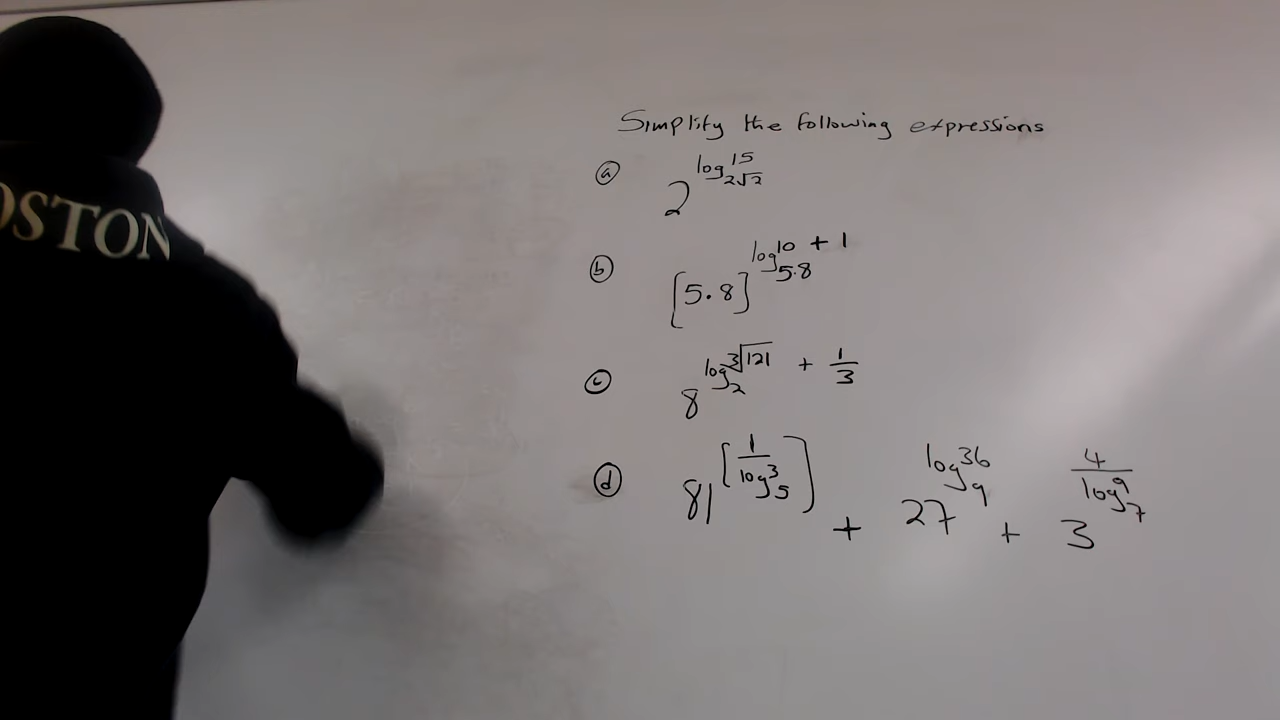 OSTON
Simplify the following expressions
(a) 2^{log_{2√2} 15}
(b) [5.8]^{log_{5.8} 10 + 1}
(c) 8^{log_2 ∛121 + 1/3}
(d) 81^{[1/log_5 3]} + 27^{log_9 36} + 3^{4/log_7 9}